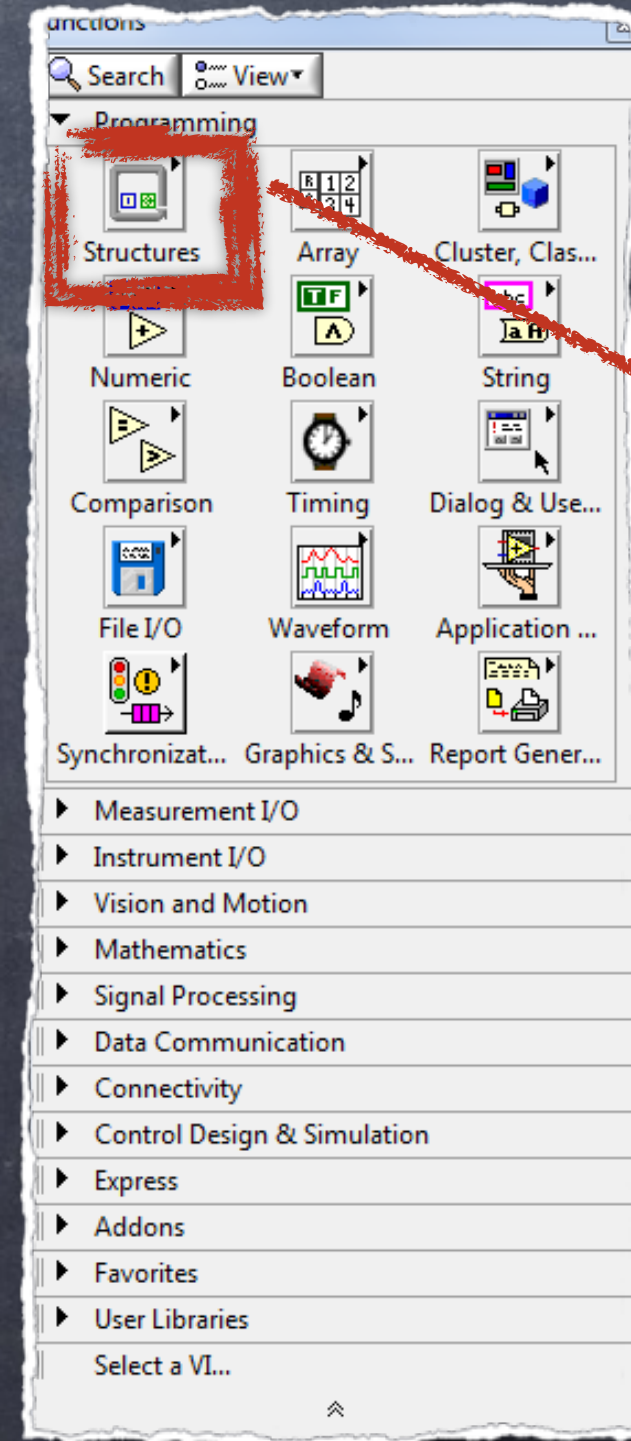 unctions
Search View
Programming
Structures Array Cluster, Clas...
Numeric Boolean String
Comparison Timing Dialog & Use...
File I/O Waveform Application ...
Synchronizat... Graphics & S... Report Gener...
Measurement I/O
Instrument I/O
Vision and Motion
Mathematics
Signal Processing
Data Communication
Connectivity
Control Design & Simulation
Express
Addons
Favorites
User Libraries
Select a VI...